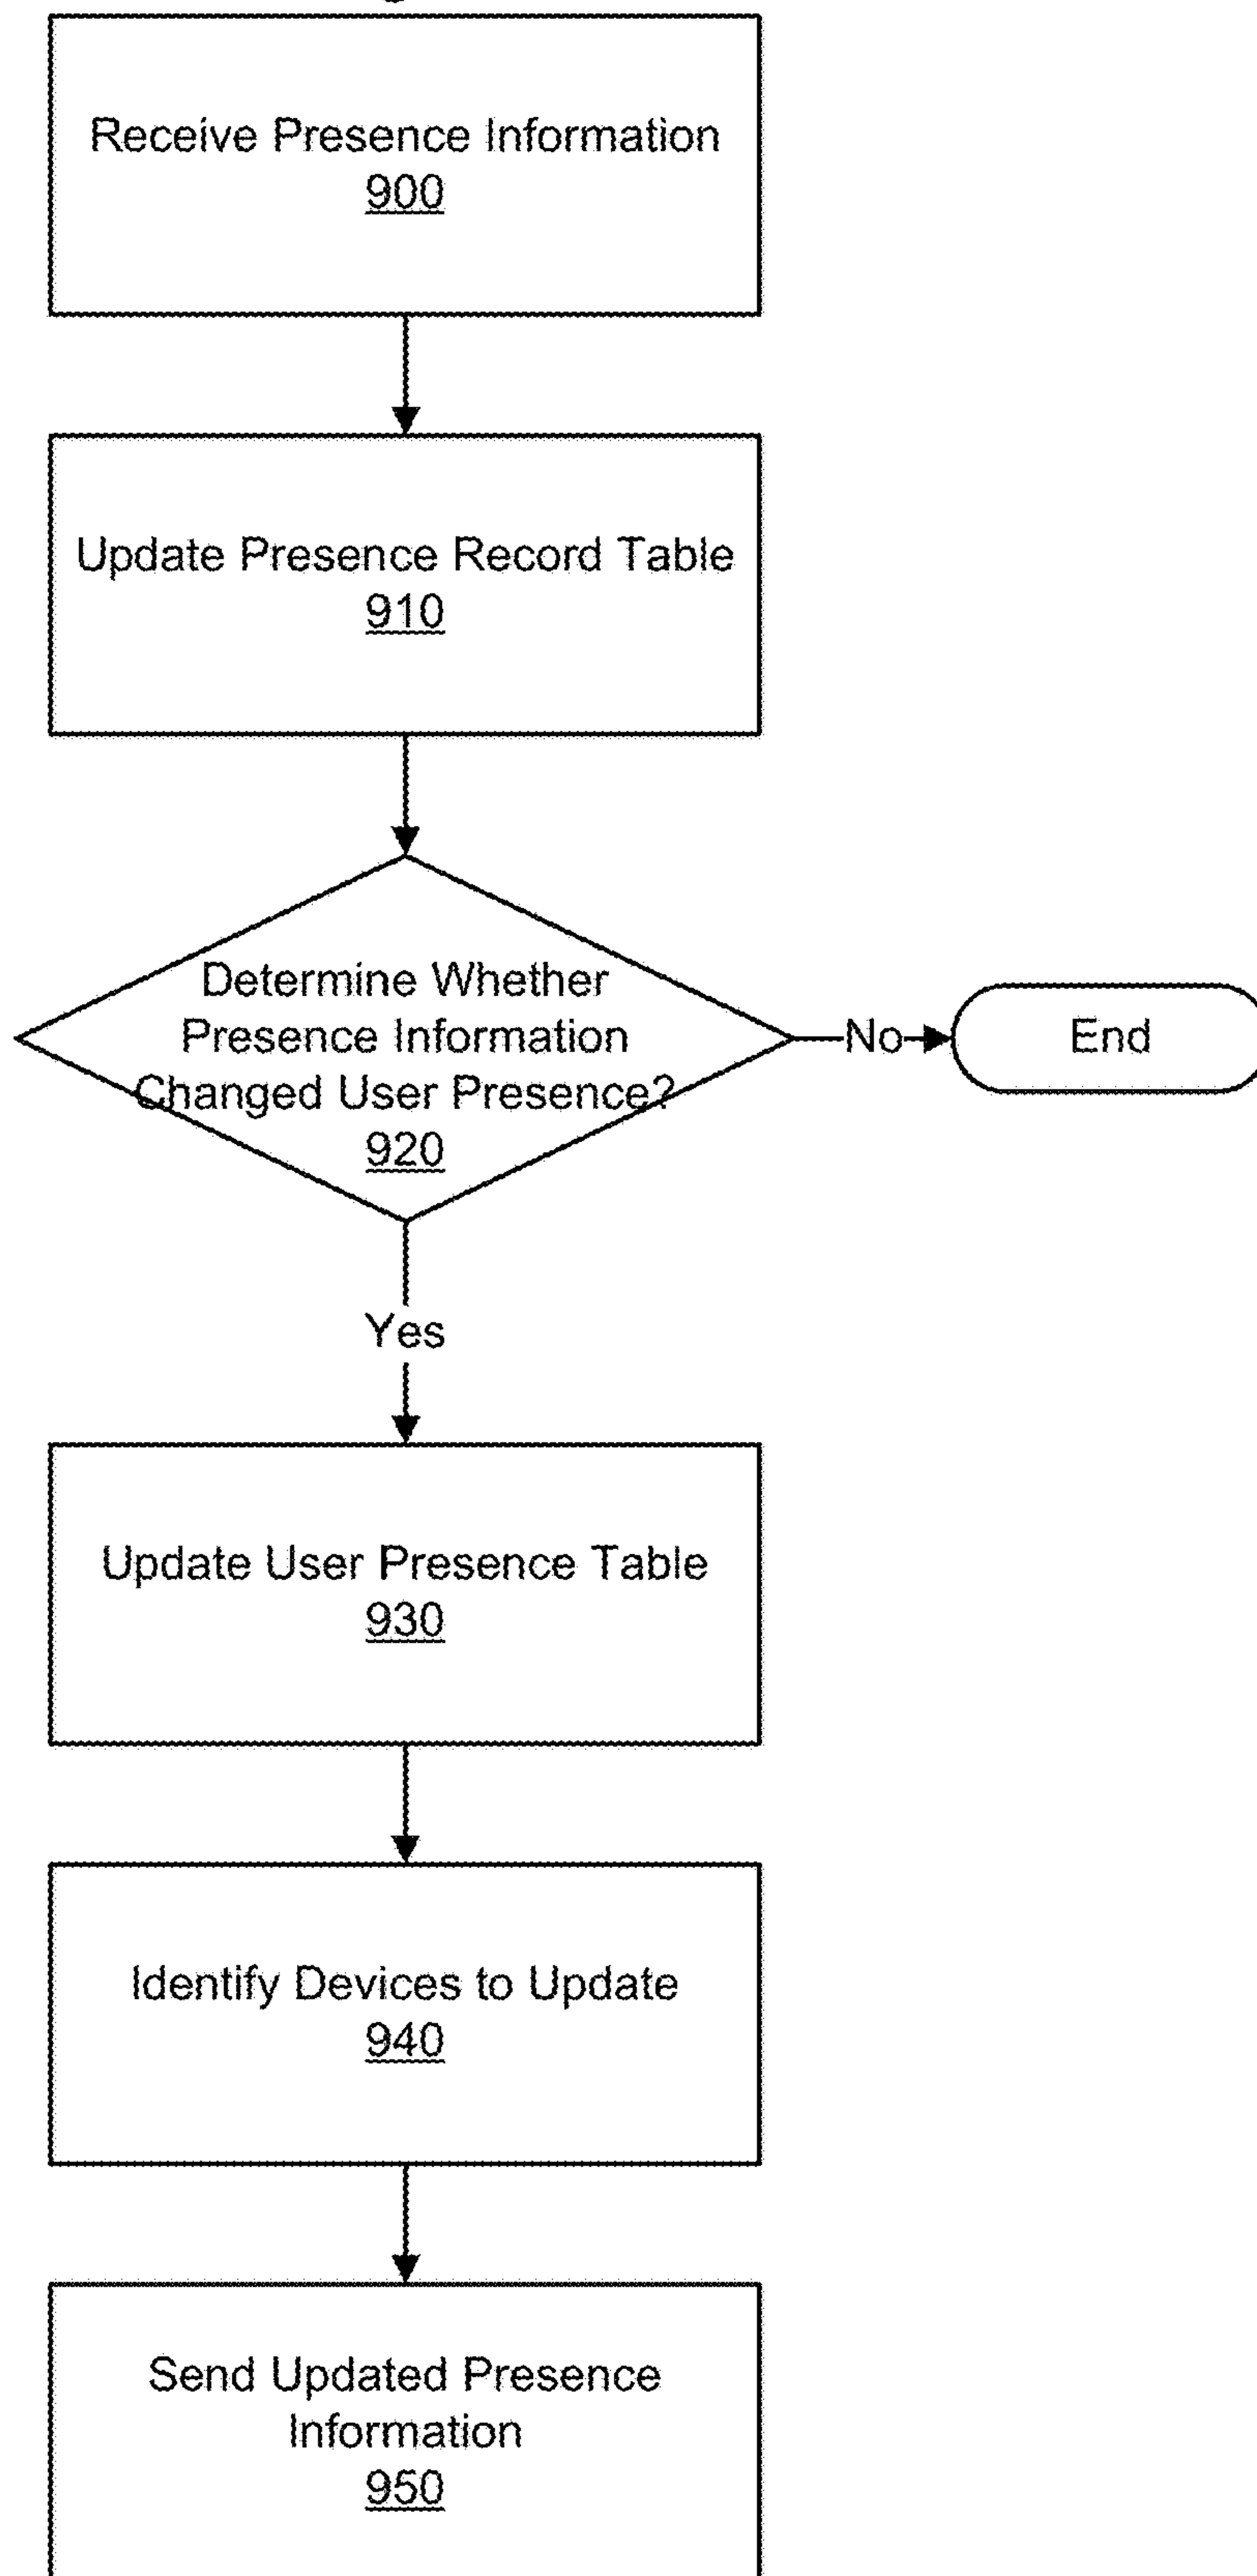 Receive Presence Information
900
Update Presence Record Table
910
Determine Whether
Presence Information
Changed User Presence?
920
No
End
Yes
Update User Presence Table
930
Identify Devices to Update
940
Send Updated Presence
Information
950